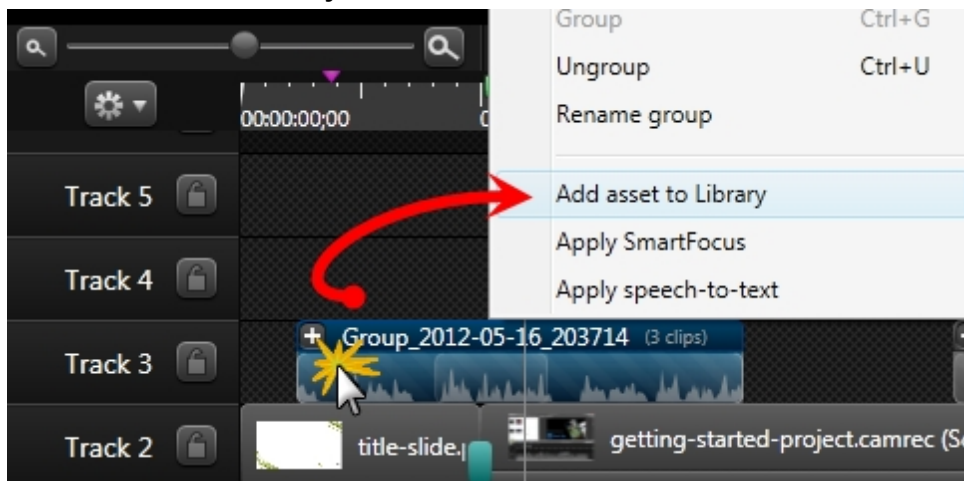 Group Ctrl+G
Ungroup Ctrl+U
Rename group
00:00:00;00
Add asset to Library
Track 5
Apply SmartFocus
Track 4
Apply speech-to-text
Group_2012-05-16_203714 (3 clips)
Track 3
Track 2
title-slide.
getting-started-project.camrec (S